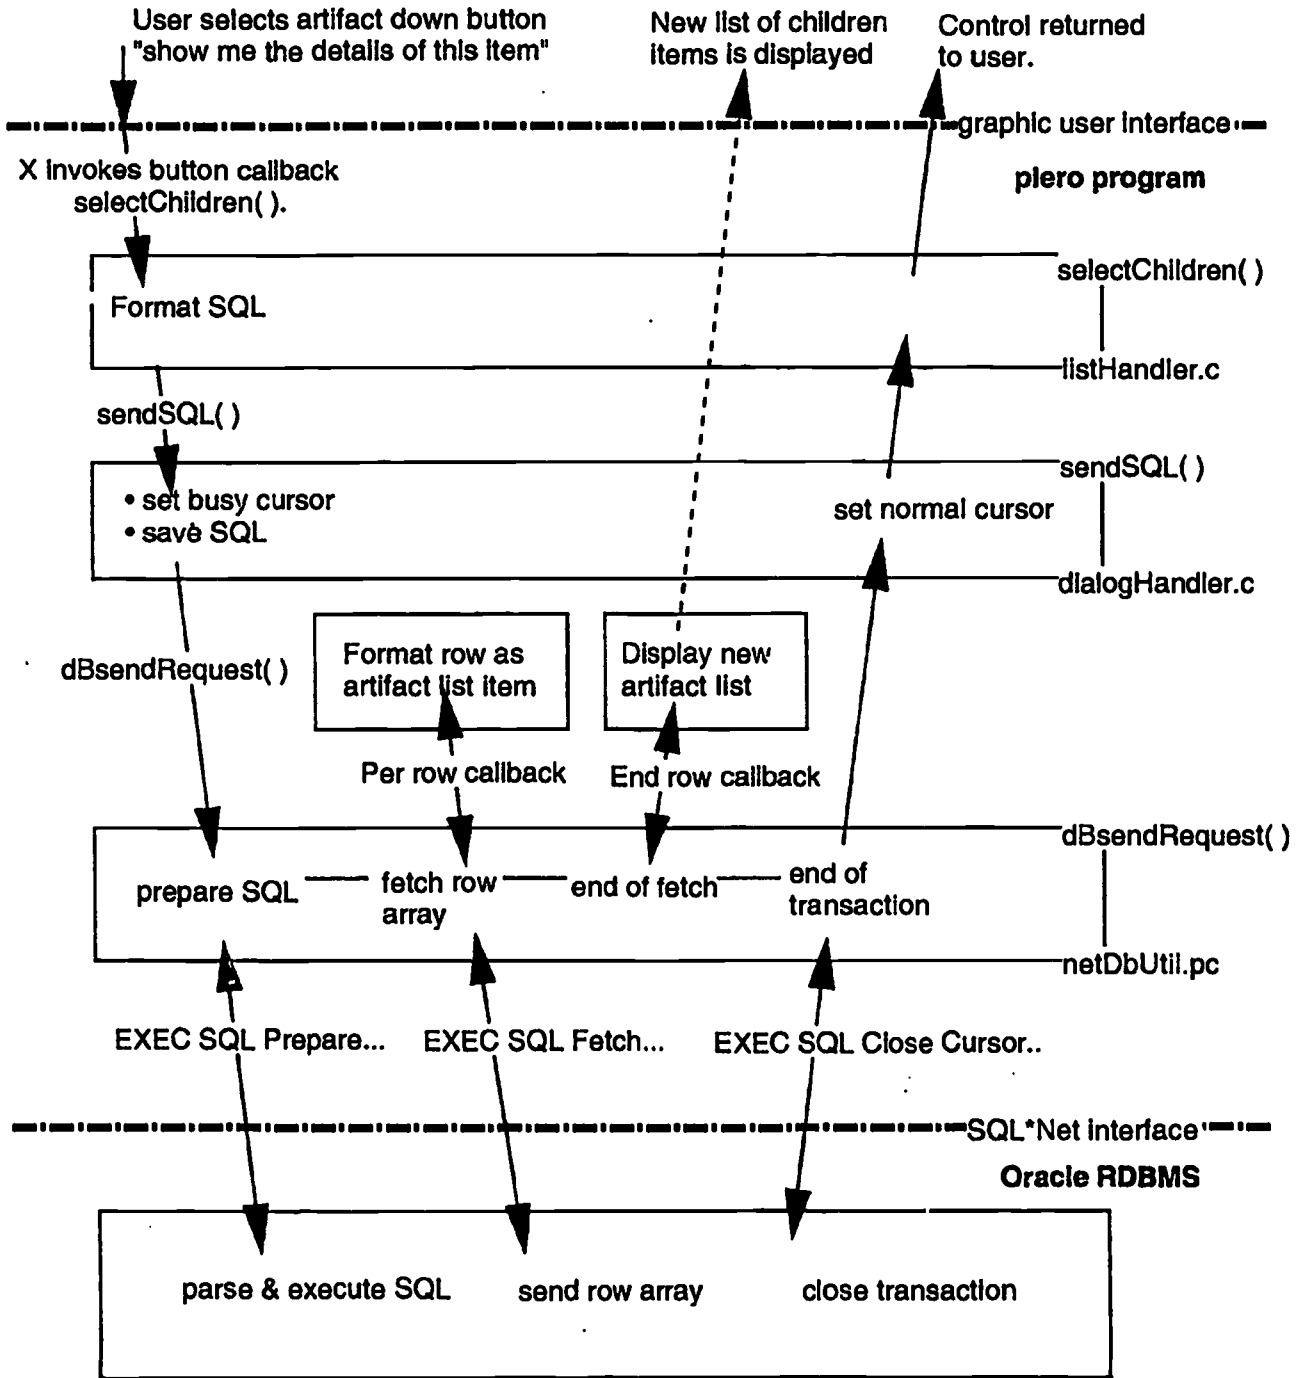 User selects artifact down button
"show me the details of this item"
New list of children
items is displayed
Control returned
to user.
graphic user interface
X invokes button callback
selectChildren( ).
piero program
selectChildren( )
Format SQL
listHandler.c
sendSQL( )
sendSQL( )
• set busy cursor
• save SQL
set normal cursor
dialogHandler.c
dBsendRequest( )
Format row as
artifact list item
Display new
artifact list
Per row callback
End row callback
dBsendRequest( )
prepare SQL
fetch row
array
end of fetch
end of
transaction
netDbUtil.pc
EXEC SQL Prepare...
EXEC SQL Fetch...
EXEC SQL Close Cursor..
SQL*Net interface
Oracle RDBMS
parse & execute SQL
send row array
close transaction